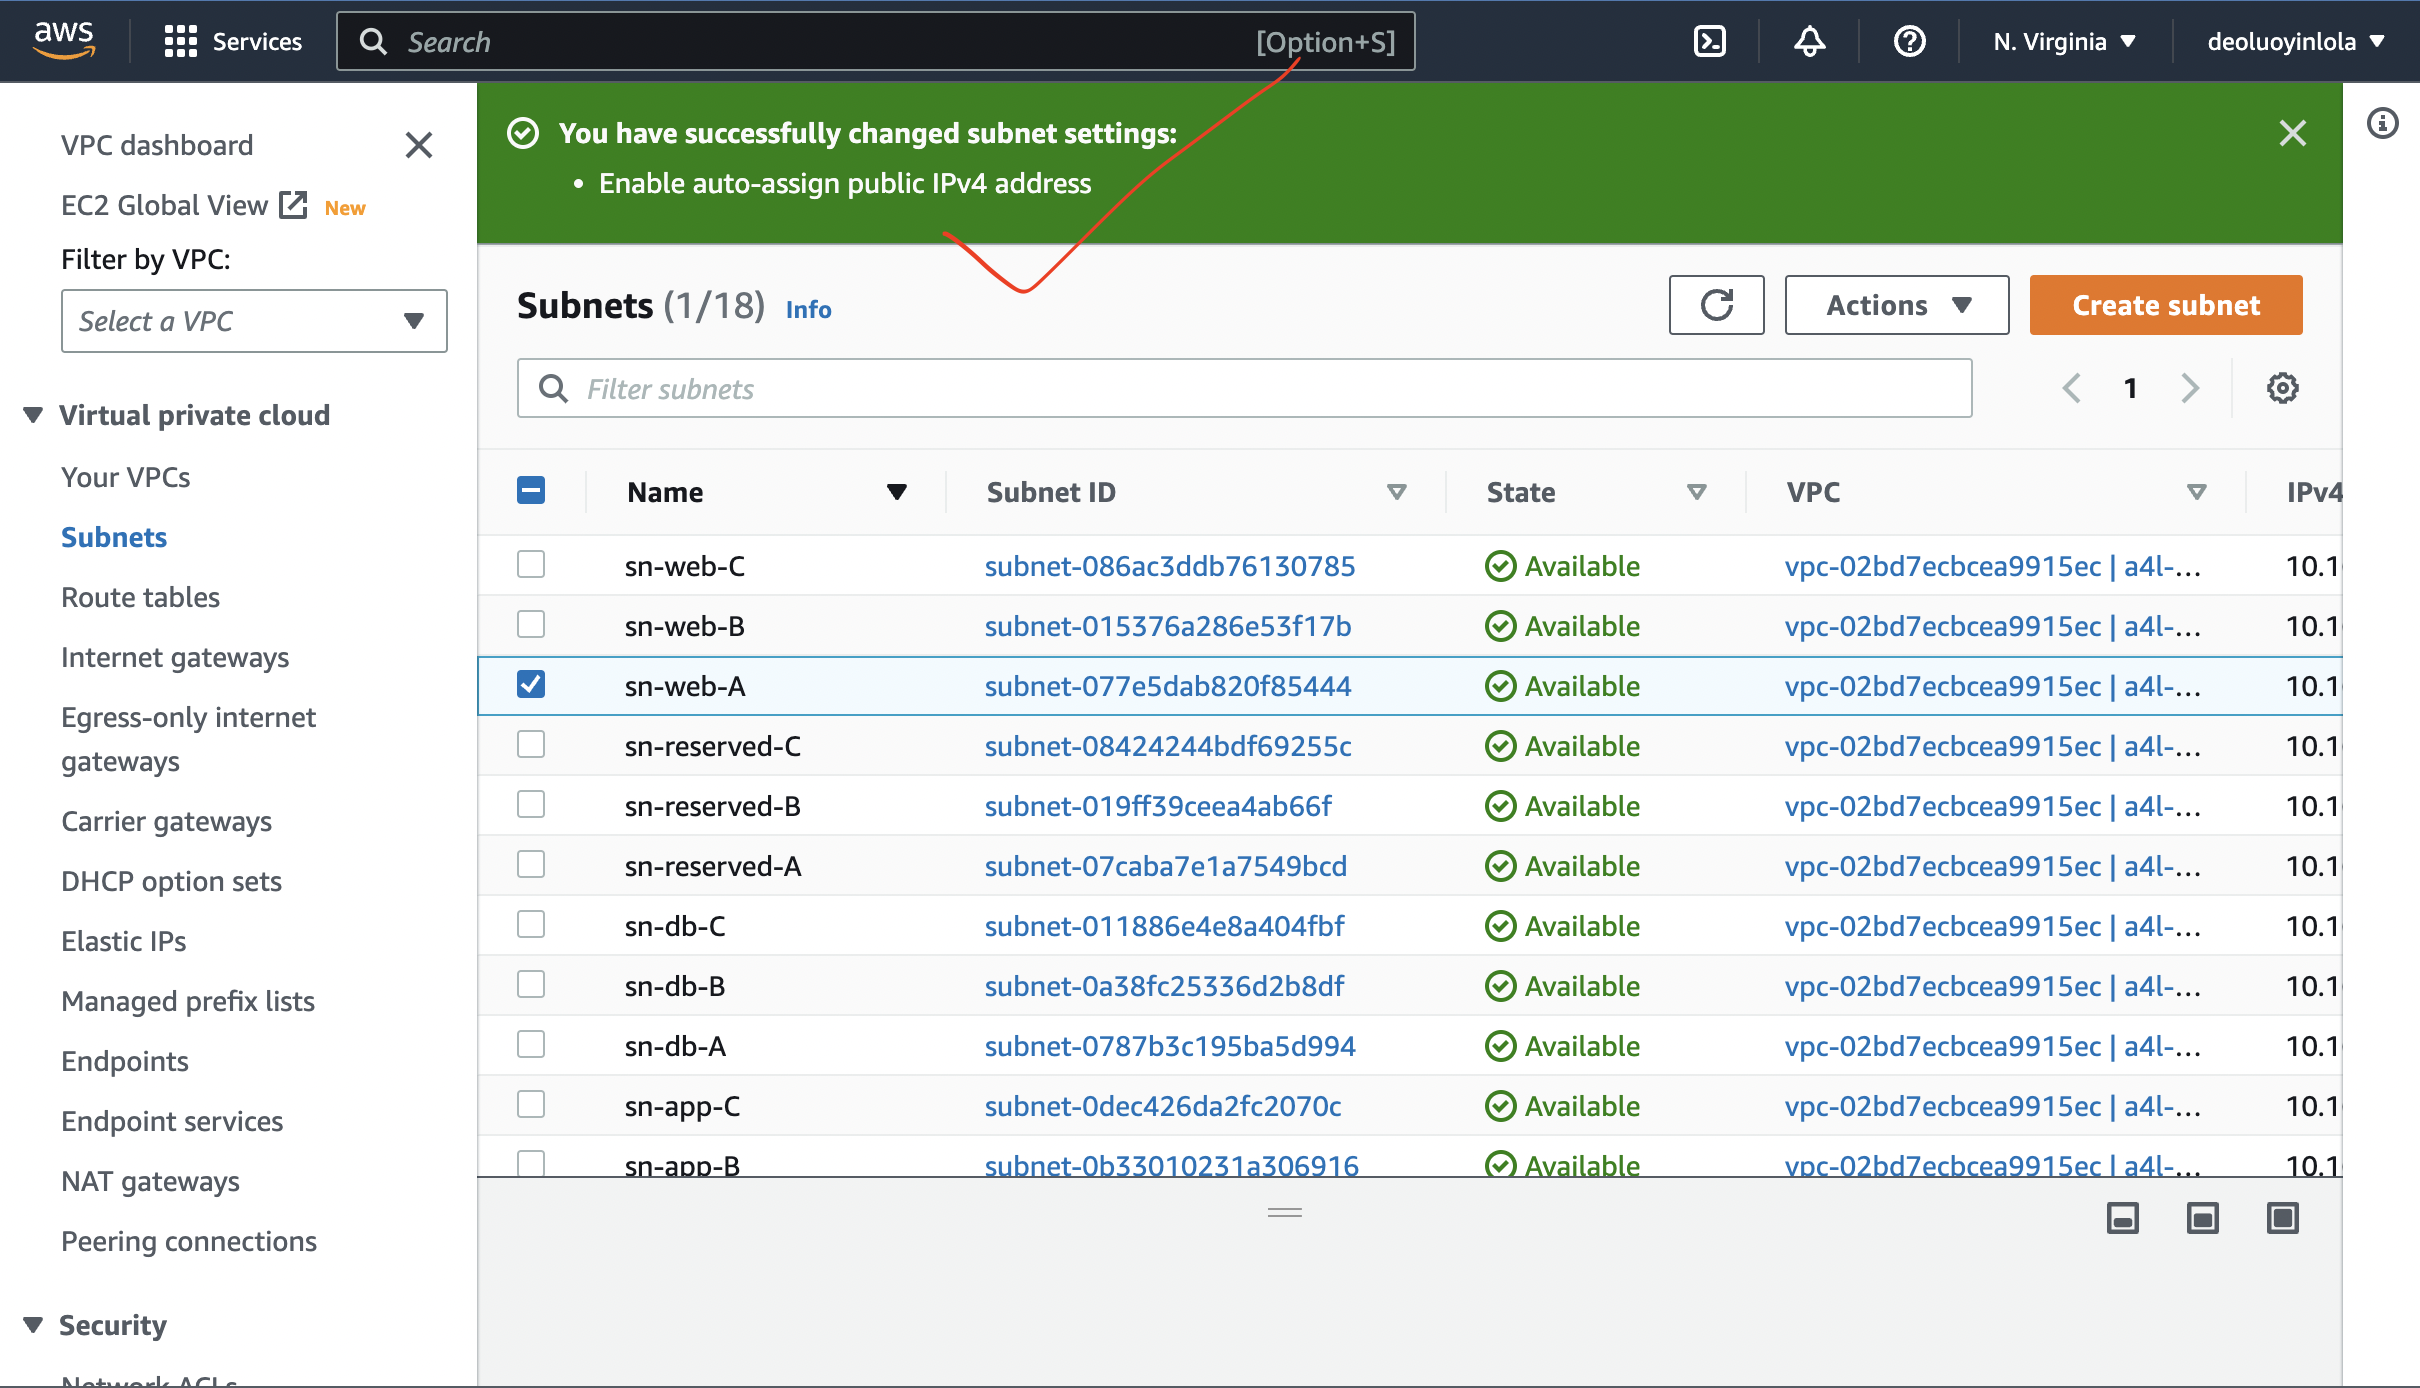 aws
Services
Search
[Option+S]
N. Virginia
deoluoyinlola
VPC dashboard
EC2 Global View New
Filter by VPC:
Select a VPC
Virtual private cloud
Your VPCs
Subnets
Route tables
Internet gateways
Egress-only internet
gateways
Carrier gateways
DHCP option sets
Elastic IPs
Managed prefix lists
Endpoints
Endpoint services
NAT gateways
Peering connections
Security
Network ACLs
You have successfully changed subnet settings:
• Enable auto-assign public IPv4 address
Subnets (1/18) Info
Actions
Create subnet
Filter subnets
1
Name Subnet ID State VPC IPv4
sn-web-C subnet-086ac3ddb76130785 Available vpc-02bd7ecbcea9915ec | a4l-... 10.1
sn-web-B subnet-015376a286e53f17b Available vpc-02bd7ecbcea9915ec | a4l-... 10.1
sn-web-A subnet-077e5dab820f85444 Available vpc-02bd7ecbcea9915ec | a4l-... 10.1
sn-reserved-C subnet-08424244bdf69255c Available vpc-02bd7ecbcea9915ec | a4l-... 10.1
sn-reserved-B subnet-019ff39ceea4ab66f Available vpc-02bd7ecbcea9915ec | a4l-... 10.1
sn-reserved-A subnet-07caba7e1a7549bcd Available vpc-02bd7ecbcea9915ec | a4l-... 10.1
sn-db-C subnet-011886e4e8a404fbf Available vpc-02bd7ecbcea9915ec | a4l-... 10.1
sn-db-B subnet-0a38fc25336d2b8df Available vpc-02bd7ecbcea9915ec | a4l-... 10.1
sn-db-A subnet-0787b3c195ba5d994 Available vpc-02bd7ecbcea9915ec | a4l-... 10.1
sn-app-C subnet-0dec426da2fc2070c Available vpc-02bd7ecbcea9915ec | a4l-... 10.1
sn-app-B subnet-0b33010231a306916 Available vpc-02bd7ecbcea9915ec | a4l-... 10.1